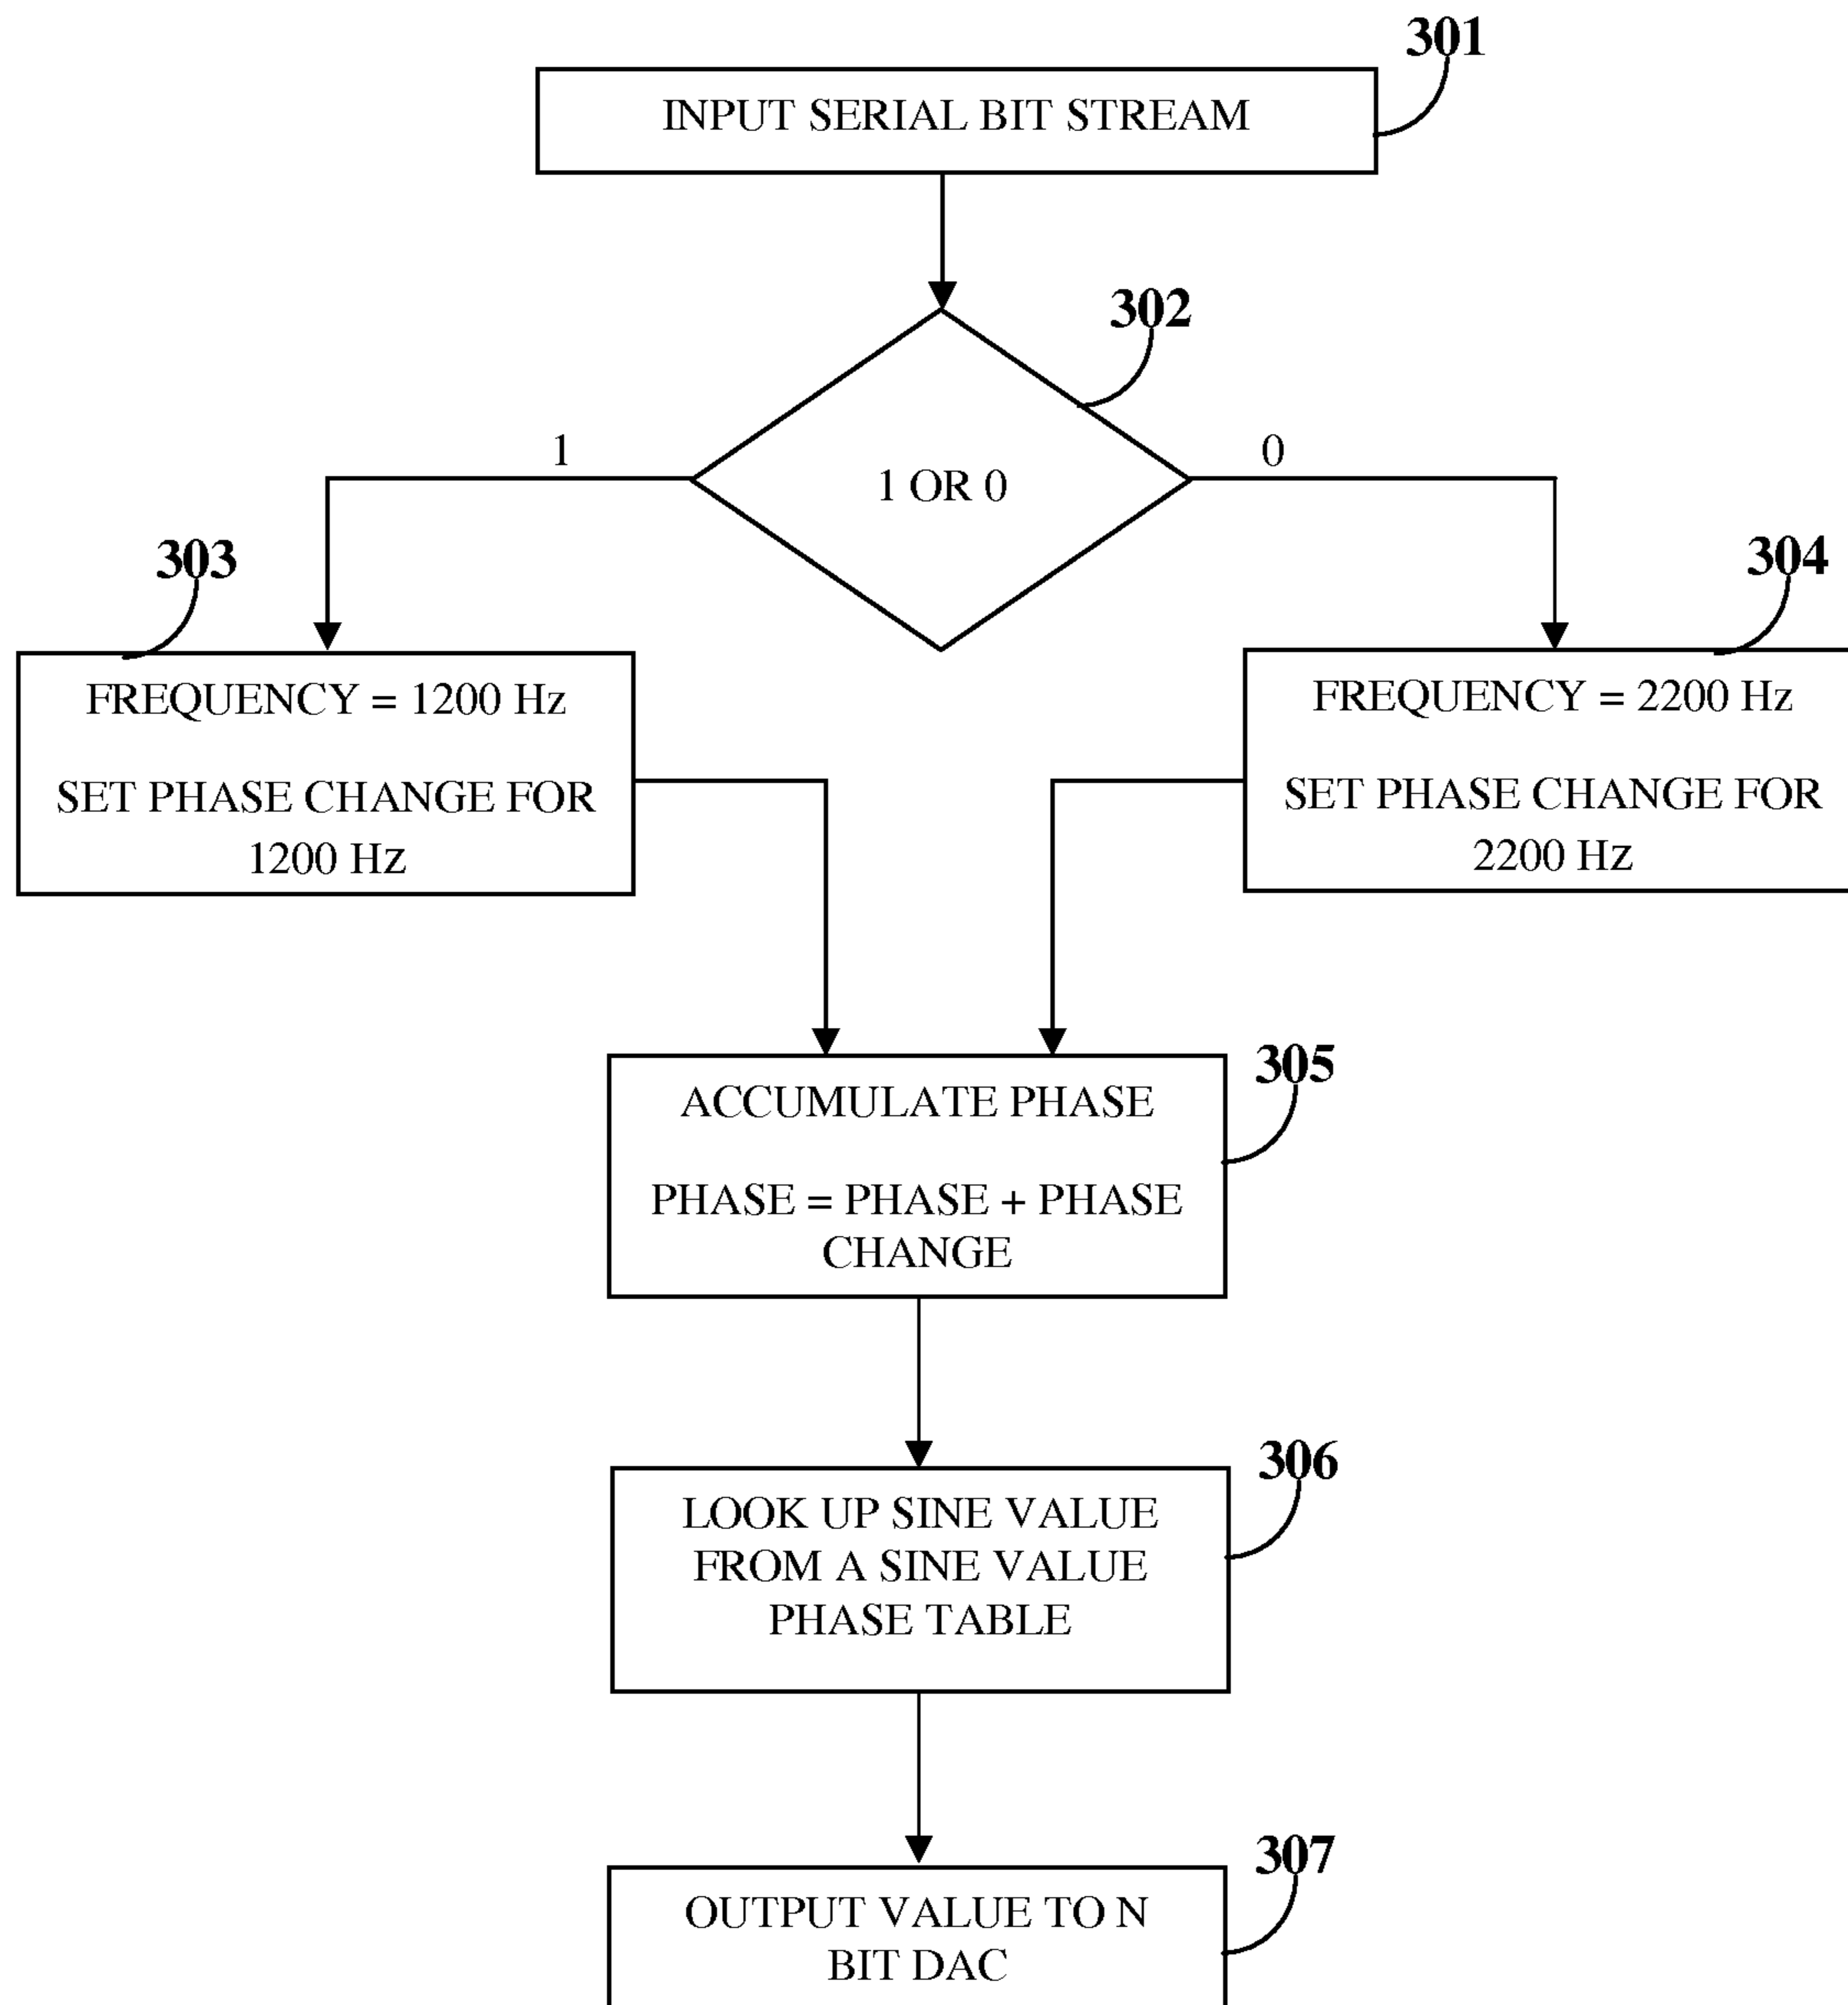 301
INPUT SERIAL BIT STREAM
302
1
0
1 OR 0
303
304
FREQUENCY = 1200 Hz
SET PHASE CHANGE FOR
1200 Hz
FREQUENCY = 2200 Hz
SET PHASE CHANGE FOR
2200 Hz
305
ACCUMULATE PHASE
PHASE = PHASE + PHASE
CHANGE
306
LOOK UP SINE VALUE
FROM A SINE VALUE
PHASE TABLE
307
OUTPUT VALUE TO N
BIT DAC